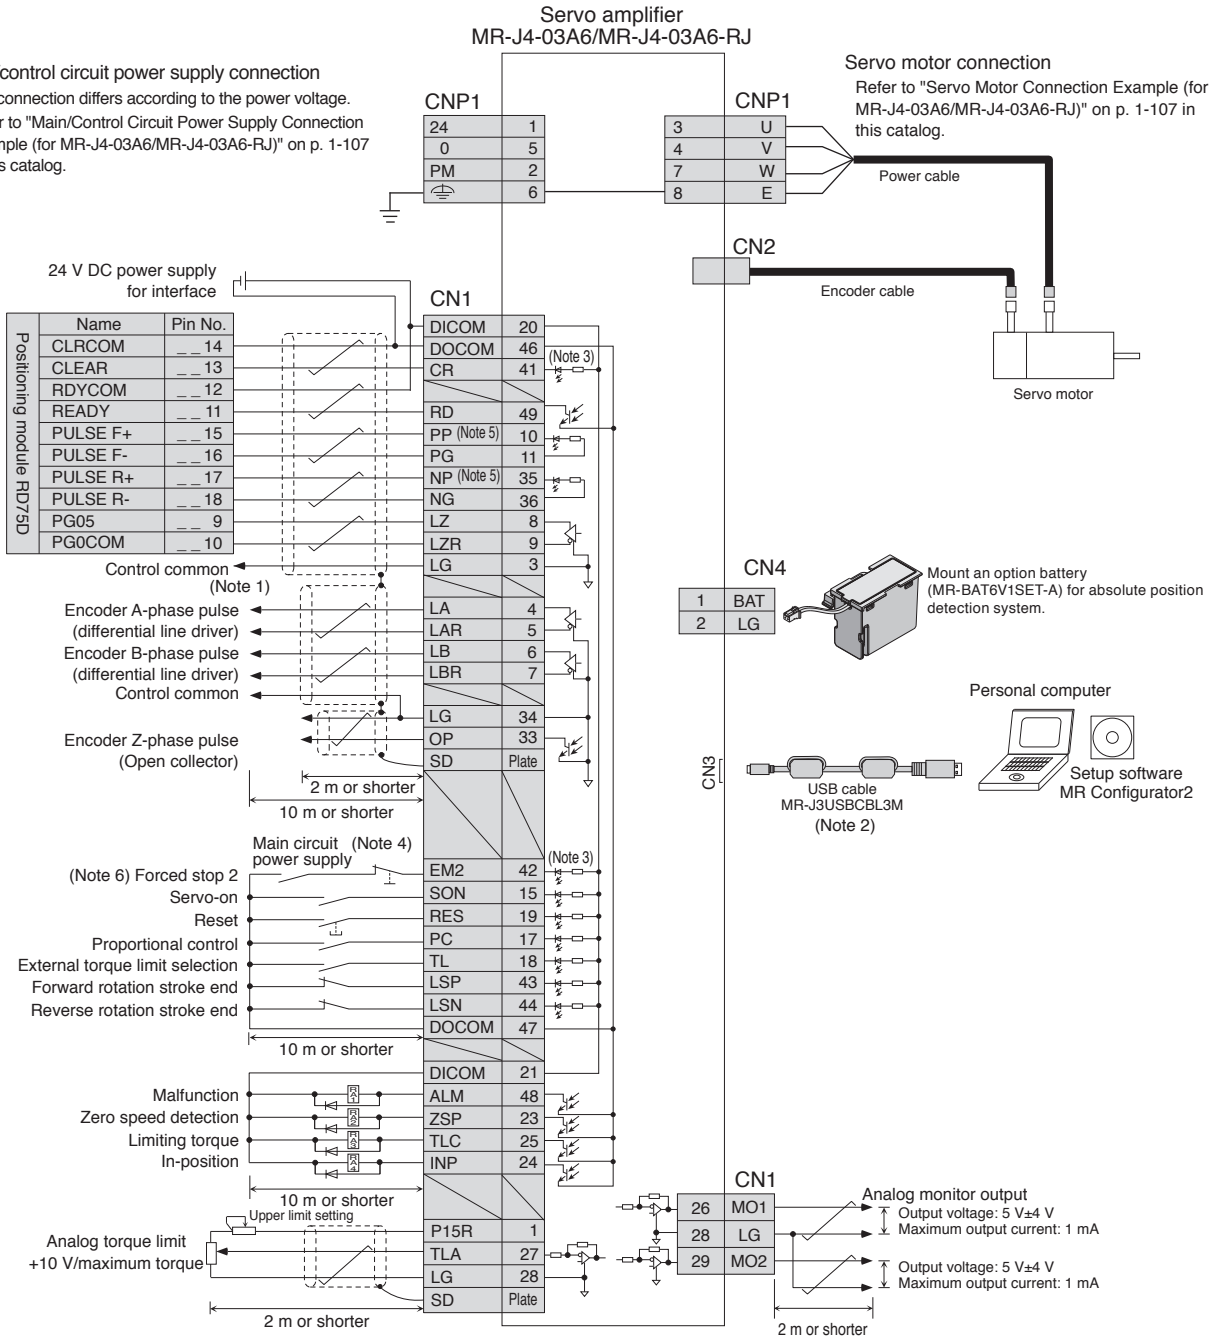 Servo amplifier
MR-J4-03A6/MR-J4-03A6-RJ
/control circuit power supply connection
connection differs according to the power voltage.
r to "Main/Control Circuit Power Supply Connection
mple (for MR-J4-03A6/MR-J4-03A6-RJ)" on p. 1-107
s catalog.
Servo motor connection
Refer to "Servo Motor Connection Example (for
MR-J4-03A6/MR-J4-03A6-RJ)" on p. 1-107 in
this catalog.
CNP1
24 1
0 5
PM 2
6
CNP1
3 U
4 V
7 W
8 E
Power cable
CN2
Encoder cable
Servo motor
24 V DC power supply
for interface
Positioning module RD75D
Name Pin No.
CLRCOM _ _ 14
CLEAR _ _ 13
RDYCOM _ _ 12
READY _ _ 11
PULSE F+ _ _ 15
PULSE F- _ _ 16
PULSE R+ _ _ 17
PULSE R- _ _ 18
PG05 _ _ 9
PG0COM _ _ 10
CN1
DICOM 20
DOCOM 46
CR 41
(Note 3)
RD 49
PP (Note 5) 10
PG 11
NP (Note 5) 35
NG 36
LZ 8
LZR 9
Control common LG 3
(Note 1)
Encoder A-phase pulse LA 4
(differential line driver) LAR 5
Encoder B-phase pulse LB 6
(differential line driver) LBR 7
Control common
LG 34
Encoder Z-phase pulse OP 33
(Open collector) SD Plate
2 m or shorter
10 m or shorter
Main circuit (Note 4)
power supply
(Note 3)
(Note 6) Forced stop 2 EM2 42
Servo-on SON 15
Reset RES 19
Proportional control PC 17
External torque limit selection TL 18
Forward rotation stroke end LSP 43
Reverse rotation stroke end LSN 44
DOCOM 47
10 m or shorter
DICOM 21
Malfunction RA1 ALM 48
Zero speed detection RA2 ZSP 23
Limiting torque RA3 TLC 25
In-position RA4 INP 24
10 m or shorter
Upper limit setting
P15R 1
Analog torque limit TLA 27
+10 V/maximum torque LG 28
SD Plate
2 m or shorter
CN4
1 BAT
2 LG
Mount an option battery
(MR-BAT6V1SET-A) for absolute position
detection system.
Personal computer
CN3
USB cable
MR-J3USBCBL3M
(Note 2)
Setup software
MR Configurator2
CN1
26 MO1
28 LG
29 MO2
Analog monitor output
Output voltage: 5 V±4 V
Maximum output current: 1 mA
Output voltage: 5 V±4 V
Maximum output current: 1 mA
2 m or shorter